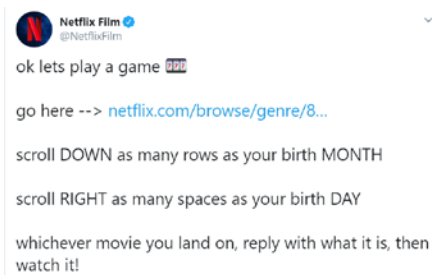 Netflix Film
@NetflixFilm
ok lets play a game 🎰
go here --> netflix.com/browse/genre/8...
scroll DOWN as many rows as your birth MONTH
scroll RIGHT as many spaces as your birth DAY
whichever movie you land on, reply with what it is, then
watch it!